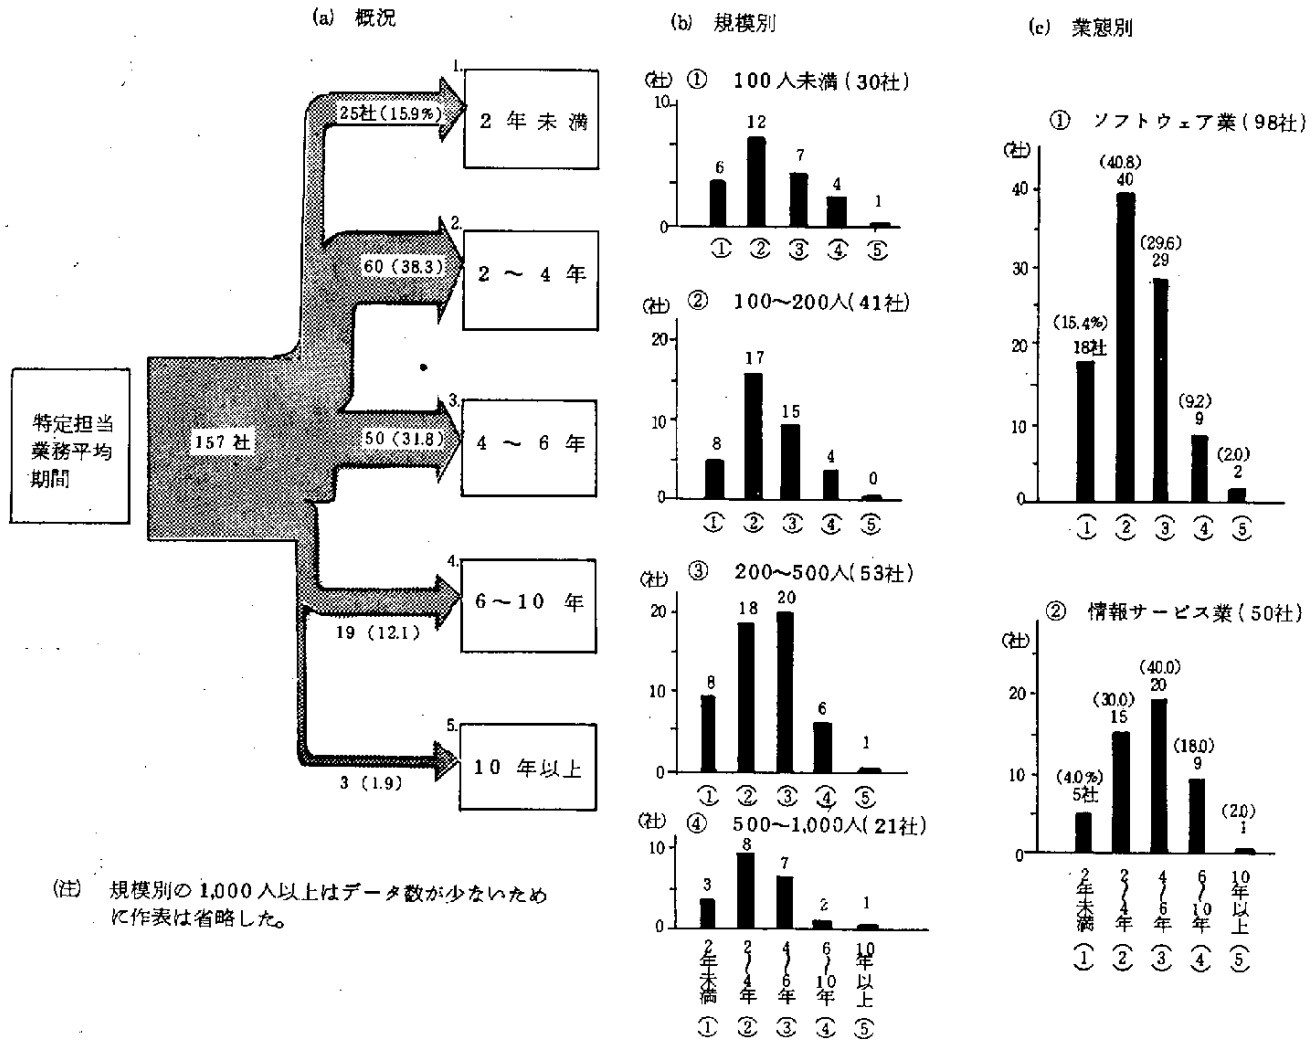 (a) 概況
特定担当
業務平均
期間
157 社
25社(15.9%)
1.
2 年 未 満
60 (38.3)
2.
2 〜 4 年
50 (31.8)
3.
4 〜 6 年
19 (12.1)
4.
6〜10 年
3 (1.9)
5.
10 年以上
(注) 規模別の 1,000 人以上はデータ数が少ないため
に作表は省略した。
(b) 規模別
(社) ① 100 人未満 (30社)
10
0
6
12
7
4
1
① ② ③ ④ ⑤
(社) ② 100〜200人(41社)
20
10
0
8
17
15
4
0
① ② ③ ④ ⑤
(社) ③ 200〜500人(53社)
20
10
0
8
18
20
6
1
① ② ③ ④ ⑤
(社) ④ 500〜1,000人(21社)
10
0
3
8
7
2
1
2年未満
2〜4年
4〜6年
6〜10年
10年以上
① ② ③ ④ ⑤
(c) 業態別
① ソフトウェア業 (98社)
(社)
40
30
20
10
0
(15.4%)
18社
(40.8)
40
(29.6)
29
(9.2)
9
(2.0)
2
① ② ③ ④ ⑤
② 情報サービス業 (50社)
(社)
20
10
0
(4.0%)
5社
(30.0)
15
(40.0)
20
(18.0)
9
(2.0)
1
2年未満
2〜4年
4〜6年
6〜10年
10年以上
① ② ③ ④ ⑤